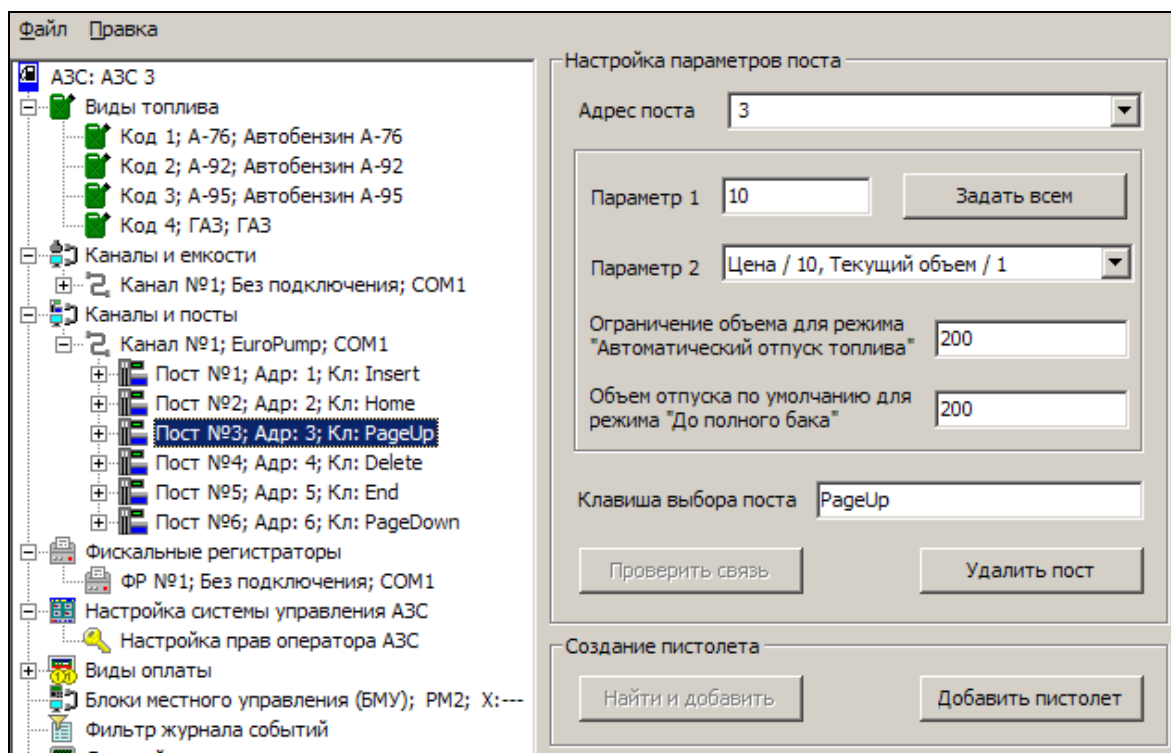 Файл Правка
АЗС: АЗС 3
Виды топлива
Код 1; А-76; Автобензин А-76
Код 2; А-92; Автобензин А-92
Код 3; А-95; Автобензин А-95
Код 4; ГАЗ; ГАЗ
Каналы и емкости
Канал №1; Без подключения; COM1
Каналы и посты
Канал №1; EuroPump; COM1
Пост №1; Адр: 1; Кл: Insert
Пост №2; Адр: 2; Кл: Home
Пост №3; Адр: 3; Кл: PageUp
Пост №4; Адр: 4; Кл: Delete
Пост №5; Адр: 5; Кл: End
Пост №6; Адр: 6; Кл: PageDown
Фискальные регистраторы
ФР №1; Без подключения; COM1
Настройка системы управления АЗС
Настройка прав оператора АЗС
Виды оплаты
Блоки местного управления (БМУ); PM2; X:---
Фильтр журнала событий
Настройка параметров поста
Адрес поста 3
Параметр 1 10 Задать всем
Параметр 2 Цена / 10, Текущий объем / 1
Ограничение объема для режима
"Автоматический отпуск топлива" 200
Объем отпуска по умолчанию для
режима "До полного бака" 200
Клавиша выбора поста PageUp
Проверить связь Удалить пост
Создание пистолета
Найти и добавить Добавить пистолет